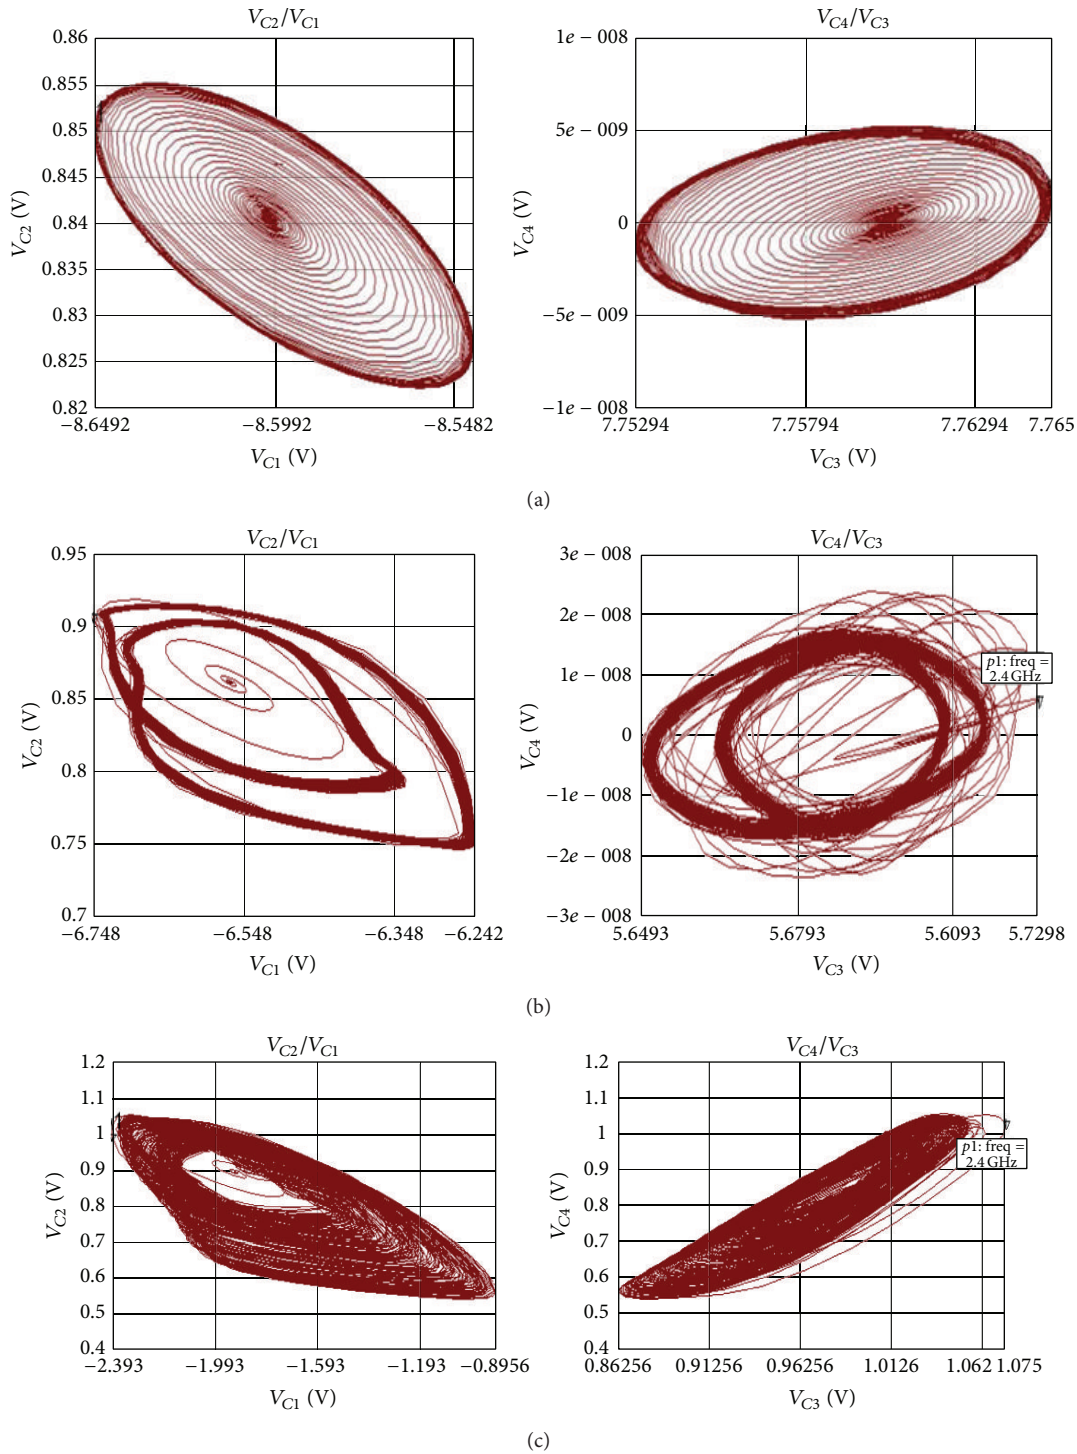 V_C2/V_C1
V_C4/V_C3
0.86
0.855
0.85
0.845
0.84
0.835
0.83
0.825
0.82
V_C2 (V)
−8.6492
−8.5992
−8.5482
V_C1 (V)
1e − 008
5e − 009
0
−5e − 009
−1e − 008
V_C4 (V)
7.75294
7.75794
7.76294
7.765
V_C3 (V)
(a)
V_C2/V_C1
V_C4/V_C3
0.95
0.9
0.85
0.8
0.75
0.7
V_C2 (V)
−6.748
−6.548
−6.348
−6.242
V_C1 (V)
3e − 008
2e − 008
1e − 008
0
−1e − 008
−2e − 008
−3e − 008
V_C4 (V)
p1: freq =
2.4 GHz
5.6493
5.6793
5.6093
5.7298
V_C3 (V)
(b)
V_C2/V_C1
V_C4/V_C3
1.2
1.1
1
0.9
0.8
0.7
0.6
0.5
0.4
V_C2 (V)
−2.393
−1.993
−1.593
−1.193
−0.8956
V_C1 (V)
1.2
1.1
1
0.9
0.8
0.7
0.6
0.5
0.4
V_C4 (V)
p1: freq =
2.4 GHz
0.86256
0.91256
0.96256
1.0126
1.062
1.075
V_C3 (V)
(c)